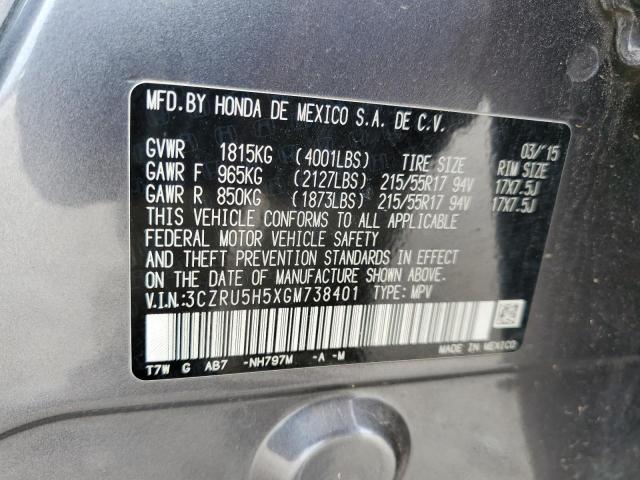 MFD.BY HONDA DE MEXICO S.A. DE C.V.
03/'15
GVWR 1815KG (4001LBS) TIRE SIZE RIM SIZE
GAWR F 965KG (2127LBS) 215/55R17 94V 17X7.5J
GAWR R 850KG (1873LBS) 215/55R17 94V 17X7.5J
THIS VEHICLE CONFORMS TO ALL APPLICABLE
FEDERAL MOTOR VEHICLE SAFETY
AND THEFT PREVENTION STANDARDS IN EFFECT
ON THE DATE OF MANUFACTURE SHOWN ABOVE.
V.I.N:3CZRU5H5XGM738401 TYPE: MPV
T7W G AB7 -NH797M -A -M MADE IN MEXICO